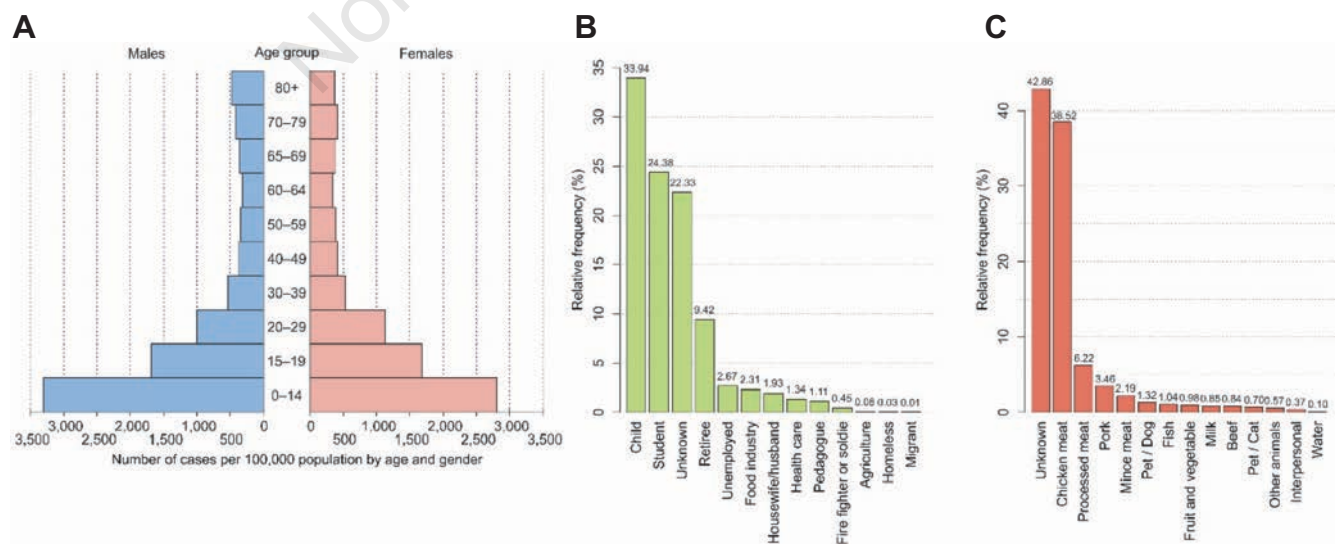 A
B
C
Males
Age group
Females
80+
70–79
65–69
60–64
50–59
40–49
30–39
20–29
15–19
0–14
3,500
3,000
2,500
2,000
1,500
1,000
500
0
0
500
1,000
1,500
2,000
2,500
3,000
3,500
Number of cases per 100,000 population by age and gender
Relative frequency (%)
35
30
25
20
15
10
5
0
33.94
24.38
22.33
9.42
2.67
2.31
1.93
1.34
1.11
0.45
0.08
0.03
0.01
Child
Student
Unknown
Retiree
Unemployed
Food industry
Housewife/husband
Health care
Pedagogue
Fire fighter or soldie
Agriculture
Homeless
Migrant
Relative frequency (%)
40
30
20
10
0
42.86
38.52
6.22
3.46
2.19
1.32
1.04
0.98
0.85
0.84
0.70
0.57
0.37
0.10
Unknown
Chicken meat
Processed meat
Pork
Mince meat
Pet / Dog
Fish
Fruit and vegetable
Milk
Beef
Pet / Cat
Other animals
Interpersonal
Water